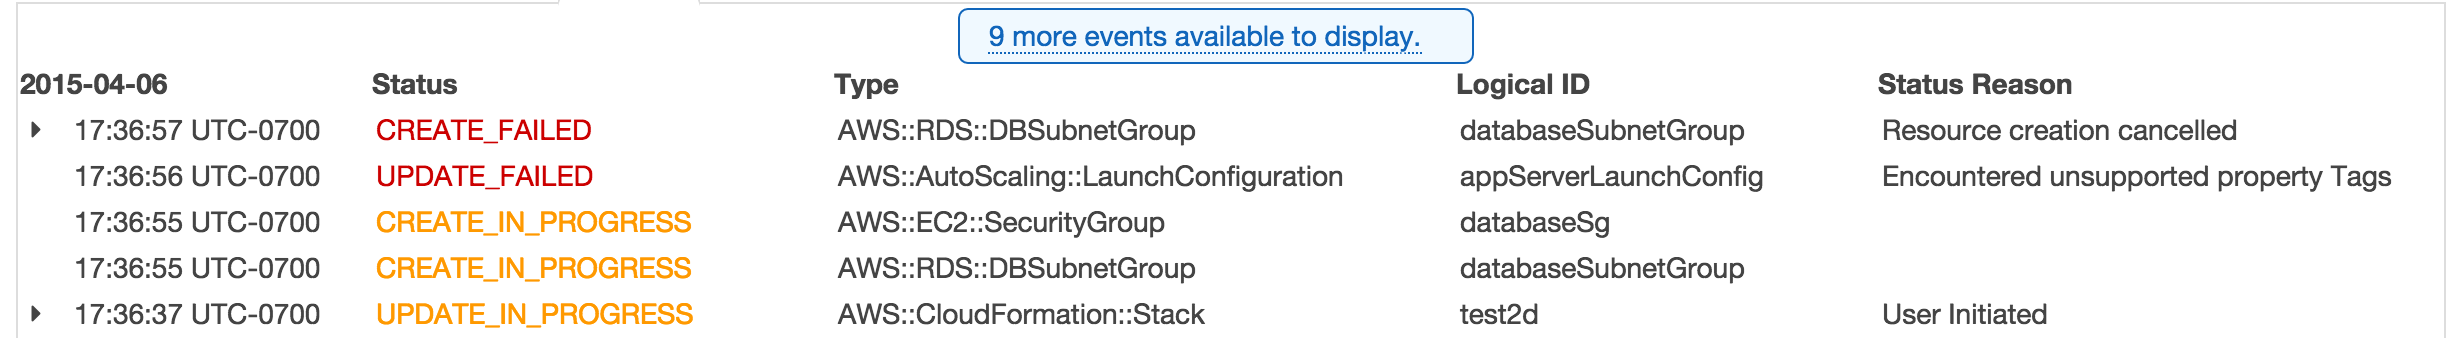 9 more events available to display.
2015-04-06 Status Type Logical ID Status Reason
17:36:57 UTC-0700 CREATE_FAILED AWS::RDS::DBSubnetGroup databaseSubnetGroup Resource creation cancelled
17:36:56 UTC-0700 UPDATE_FAILED AWS::AutoScaling::LaunchConfiguration appServerLaunchConfig Encountered unsupported property Tags
17:36:55 UTC-0700 CREATE_IN_PROGRESS AWS::EC2::SecurityGroup databaseSg
17:36:55 UTC-0700 CREATE_IN_PROGRESS AWS::RDS::DBSubnetGroup databaseSubnetGroup
17:36:37 UTC-0700 UPDATE_IN_PROGRESS AWS::CloudFormation::Stack test2d User Initiated